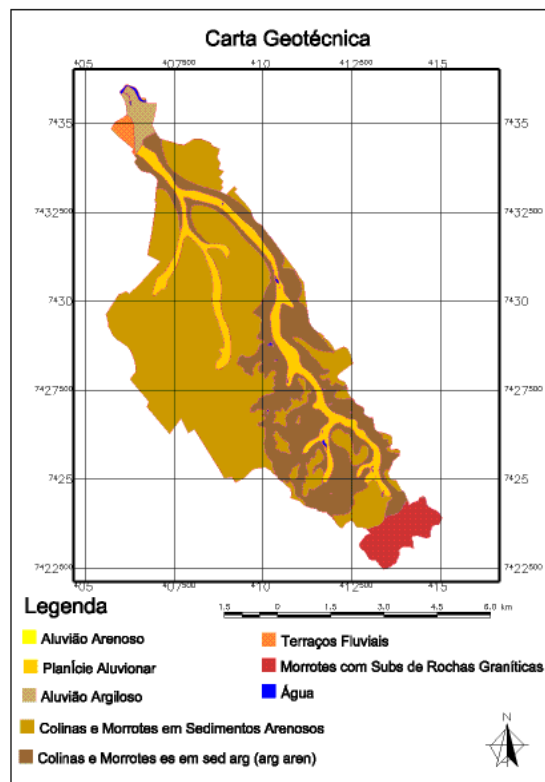 Carta Geotécnica
405 407500 410 412500 415
7435 7435
7432500 7432500
7430 7430
7427500 7427500
7425 7425
7422500 7422500
405 407500 410 412500 415
Legenda
1.5 0 1.5 3.0 4.5 6.0 km
Aluvião Arenoso
Planície Aluvionar
Aluvião Argiloso
Colinas e Morrotes em Sedimentos Arenosos
Colinas e Morrotes es em sed arg (arg aren)
Terraços Fluviais
Morrotes com Subs de Rochas Graníticas
Água
N